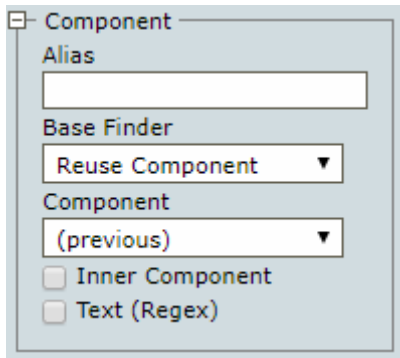 Component
Alias
Base Finder
Reuse Component
Component
(previous)
Inner Component
Text (Regex)